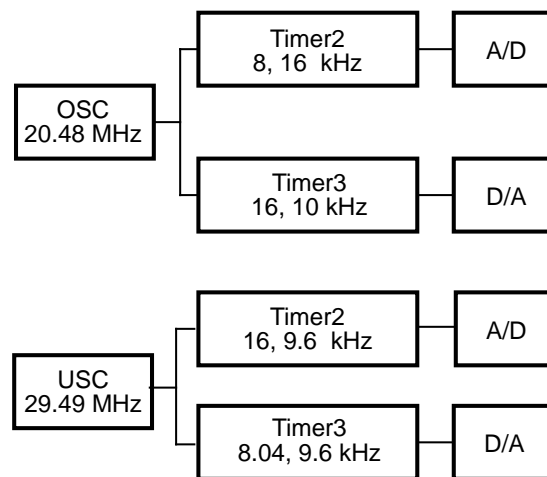 Timer2
8, 16 kHz
A/D
OSC
20.48 MHz
Timer3
16, 10 kHz
D/A
Timer2
16, 9.6 kHz
A/D
USC
29.49 MHz
Timer3
8.04, 9.6 kHz
D/A